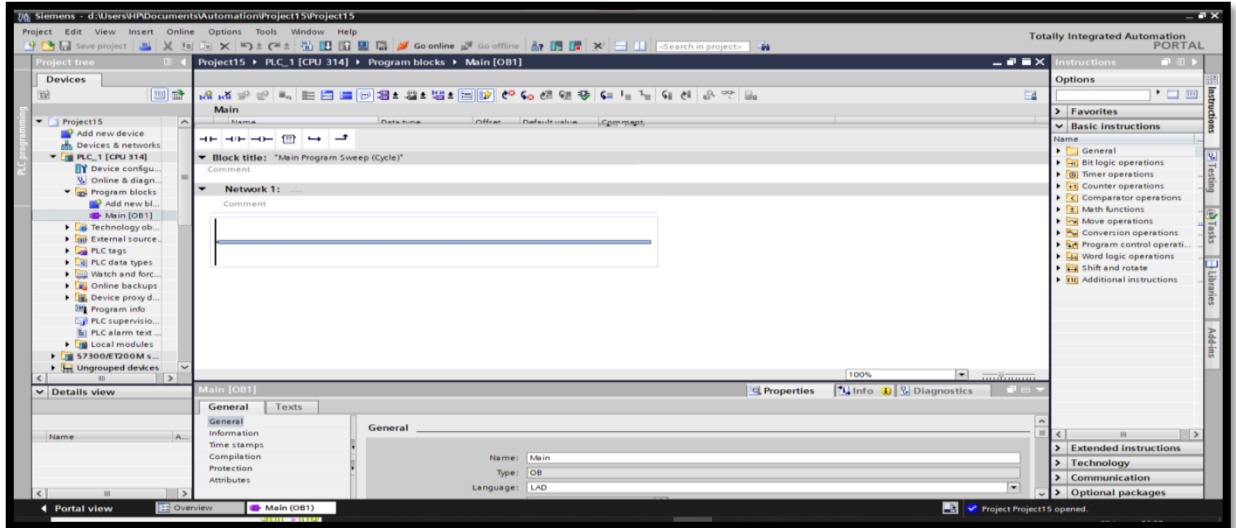 Siemens - d:\Users\HP\Documents\Automation\Project15\Project15
Project Edit View Insert Online Options Tools Window Help
Totally Integrated Automation
PORTAL
Save project
Go online
Go offline
<Search in project>
Project tree
Project15 ▸ PLC_1 [CPU 314] ▸ Program blocks ▸ Main [OB1]
Instructions
Devices
Options
PLC programming
Project15
Add new device
Devices & networks
PLC_1 [CPU 314]
Device configu...
Online & diagn...
Program blocks
Add new bl...
Main [OB1]
Technology ob...
External source...
PLC tags
PLC data types
Watch and forc...
Online backups
Device proxy d...
Program info
PLC supervisio...
PLC alarm text ...
Local modules
S7300/ET200M s...
Ungrouped devices
Details view
Name A...
Main
Name Data type Offset Default value Comment
Block title: "Main Program Sweep (Cycle)"
Comment
Network 1: .....
Comment
100%
Main [OB1]
Properties
Info
Diagnostics
General
Texts
General
Information
Time stamps
Compilation
Protection
Attributes
General
Name: Main
Type: OB
Language: LAD
Favorites
Basic instructions
Name
General
Bit logic operations
Timer operations
Counter operations
Comparator operations
Math functions
Move operations
Conversion operations
Program control operati...
Word logic operations
Shift and rotate
Additional instructions
Extended instructions
Technology
Communication
Optional packages
Instructions
Testing
Tasks
Libraries
Add-ins
Portal view
Overview
Main (OB1)
Project Project15 opened.